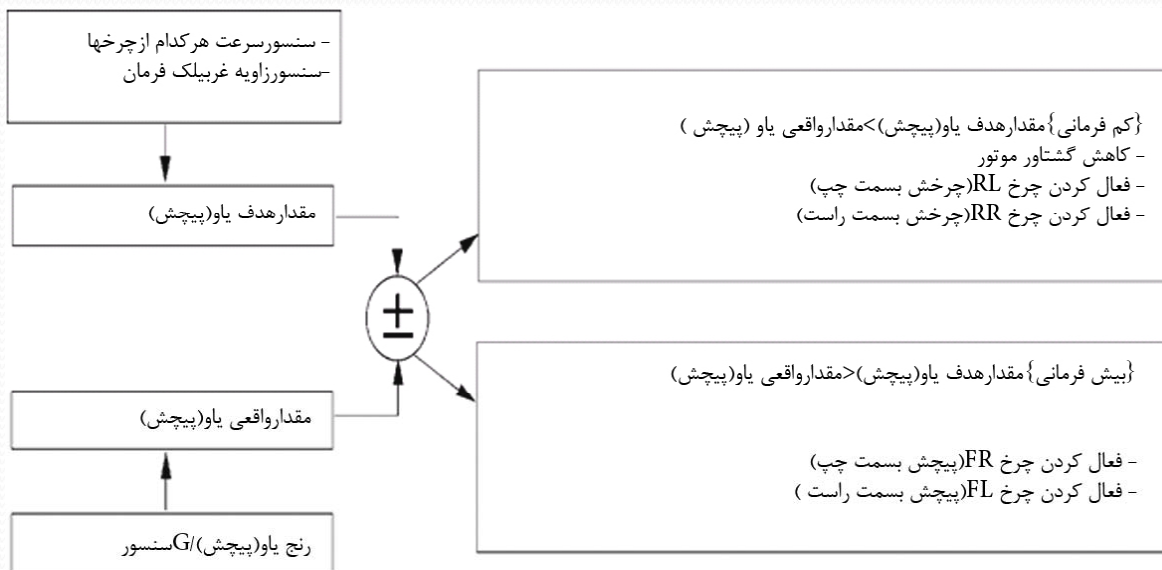 - سنسورسرعت هرکدام ازچرخها
-سنسورزاویه غربیلک فرمان
مقدارهدف یاو(پیچش)
{کم فرمانی}مقدارهدف یاو(پیچش)>مقدارواقعی یاو (پیچش )
- کاهش گشتاور موتور
- فعال کردن چرخ RL(چرخش بسمت چپ)
- فعال کردن چرخ RR(چرخش بسمت راست)
±
{بیش فرمانی}مقدارهدف یاو(پیچش)<مقدارواقعی یاو(پیچش)
- فعال کردن چرخ FR(پیچش بسمت چپ)
- فعال کردن چرخ FL(پیچش بسمت راست )
مقدارواقعی یاو(پیچش)
رنج یاو(پیچش)/Gسنسور